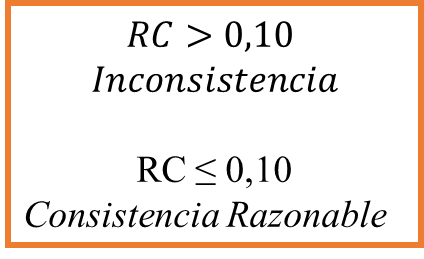 RC > 0,10
Inconsistencia
RC ≤ 0,10
Consistencia Razonable